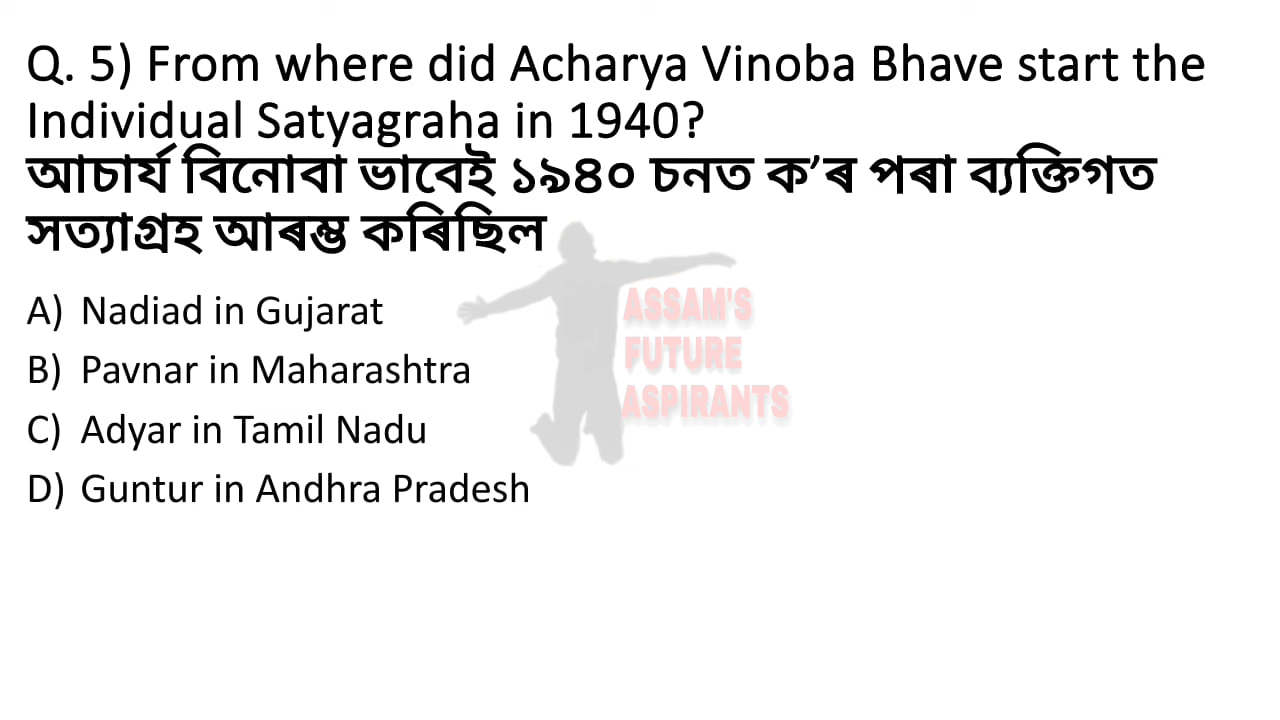 Q. 5) From where did Acharya Vinoba Bhave start the
Individual Satyagraha in 1940?
আচাৰ্য বিনোবা ভাবেই ১৯৪০ চনত ক’ৰ পৰা ব্যক্তিগত
সত্যাগ্ৰহ আৰম্ভ কৰিছিল
A) Nadiad in Gujarat
B) Pavnar in Maharashtra
C) Adyar in Tamil Nadu
D) Guntur in Andhra Pradesh
ASSAM'S
FUTURE
ASPIRANTS